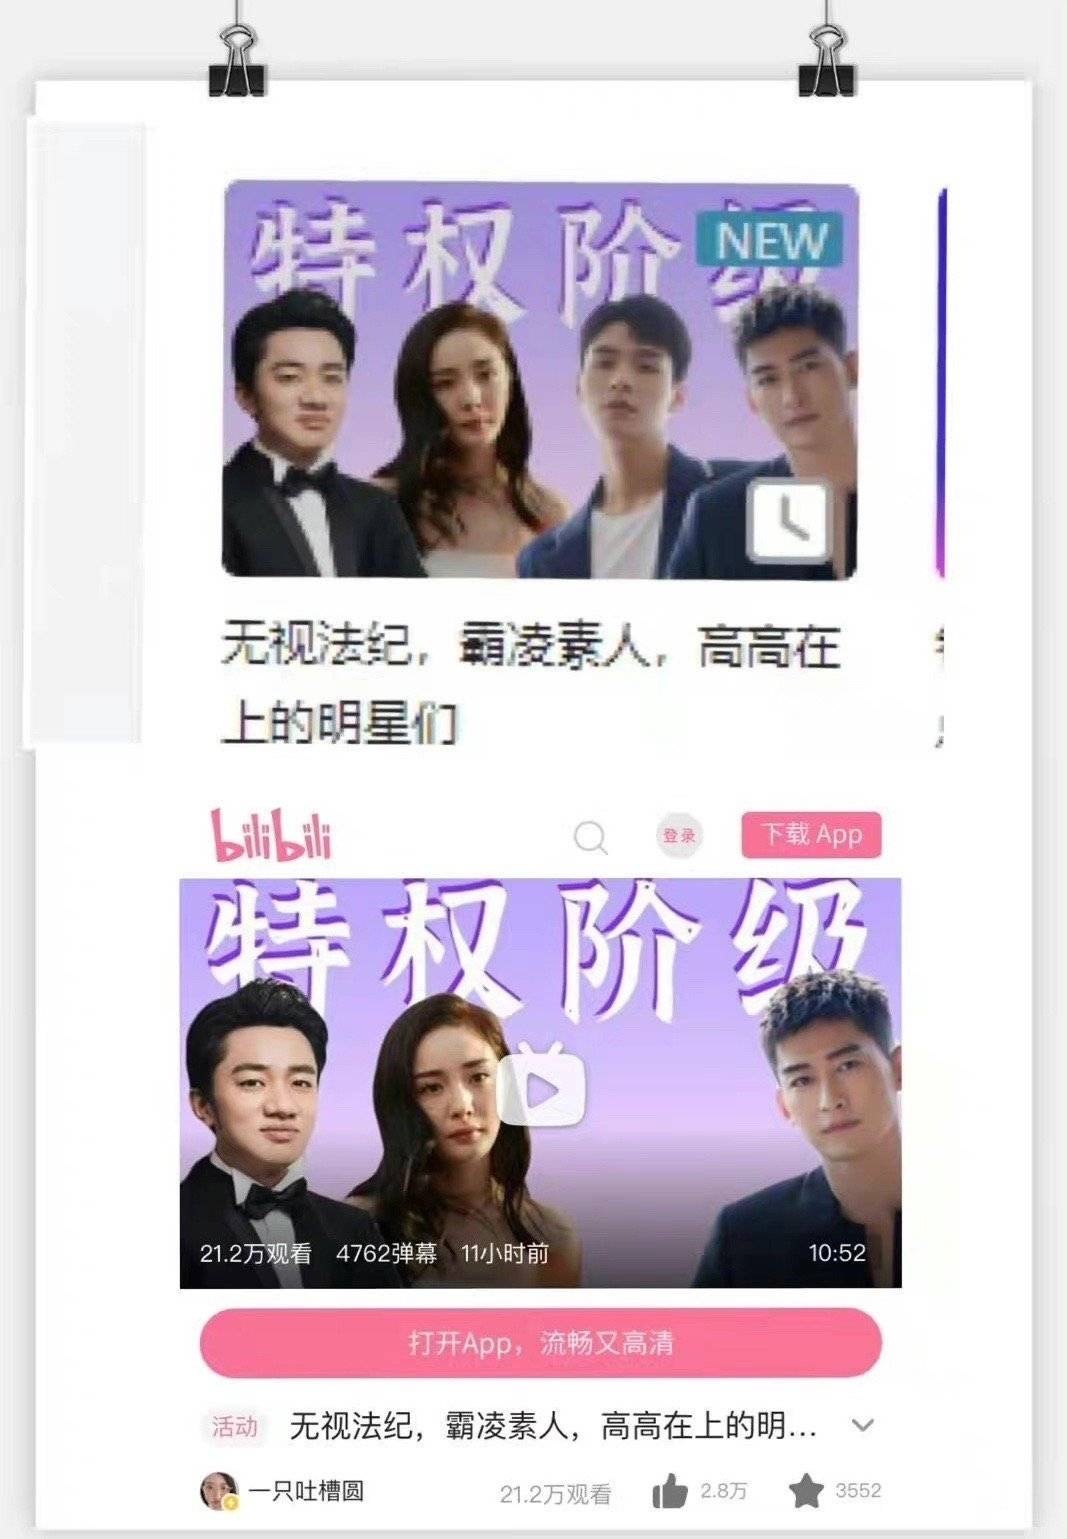 特权阶级
NEW
无视法纪，霸凌素人，高高在
上的明星们
bilibili
登录
下载 App
特权阶级
21.2万观看 4762弹幕 11小时前 10:52
打开App，流畅又高清
活动 无视法纪，霸凌素人，高高在上的明...
一只吐槽圆 21.2万观看 2.8万 3552